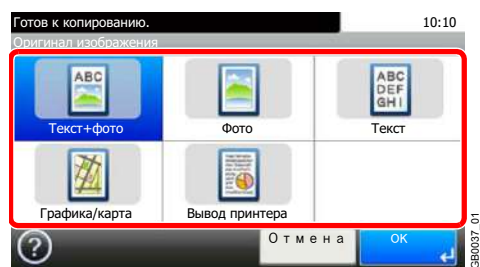 Готов к копированию. 10:10
Оригинал изображения
ABC
ABC
DEF
GHI
Текст+фото Фото Текст
Графика/карта Вывод принтера
? Отмена OK
GB0037_01